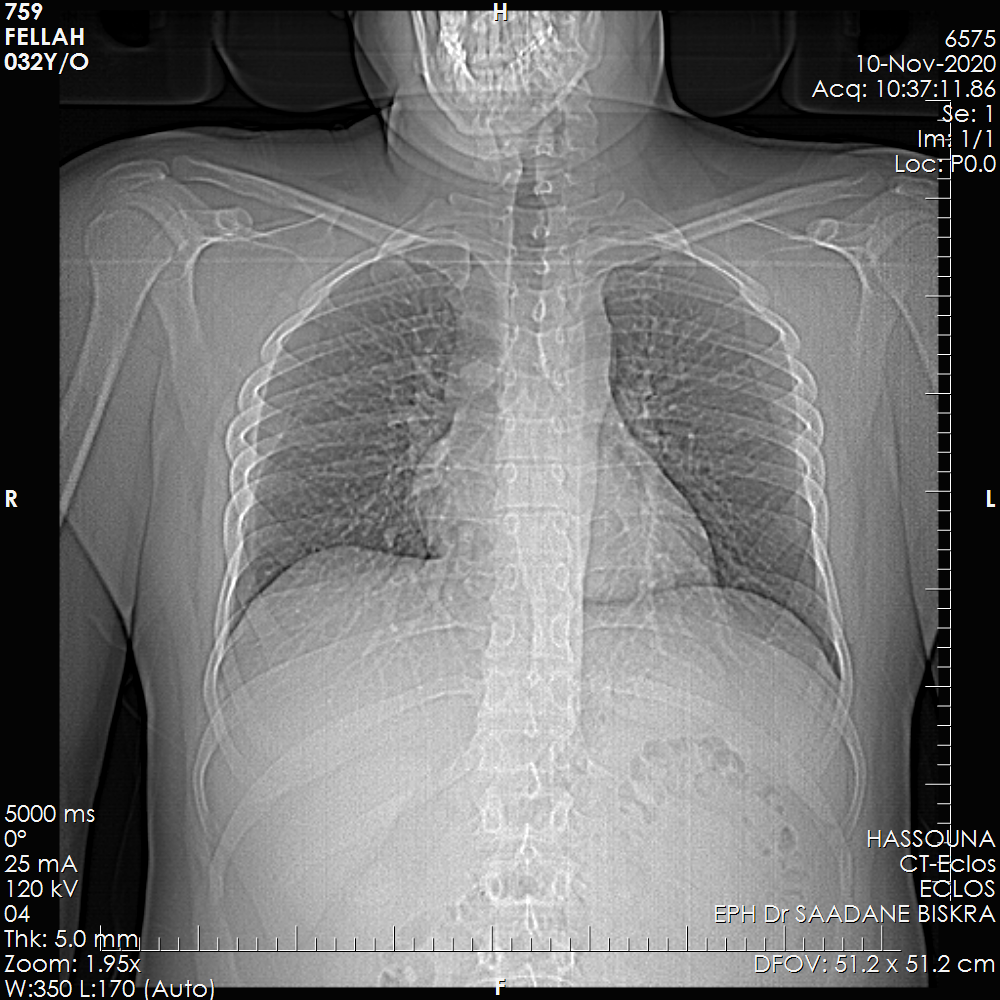 759
FELLAH
032Y/O
H
6575
10-Nov-2020
Acq: 10:37:11.86
Se: 1
Im: 1/1
Loc: P0.0
R
L
5000 ms
0°
25 mA
120 kV
04
Thk: 5.0 mm
Zoom: 1.95x
W:350 L:170 (Auto)
F
HASSOUNA
CT-Eclos
ECLOS
EPH Dr SAADANE BISKRA
DFOV: 51.2 x 51.2 cm